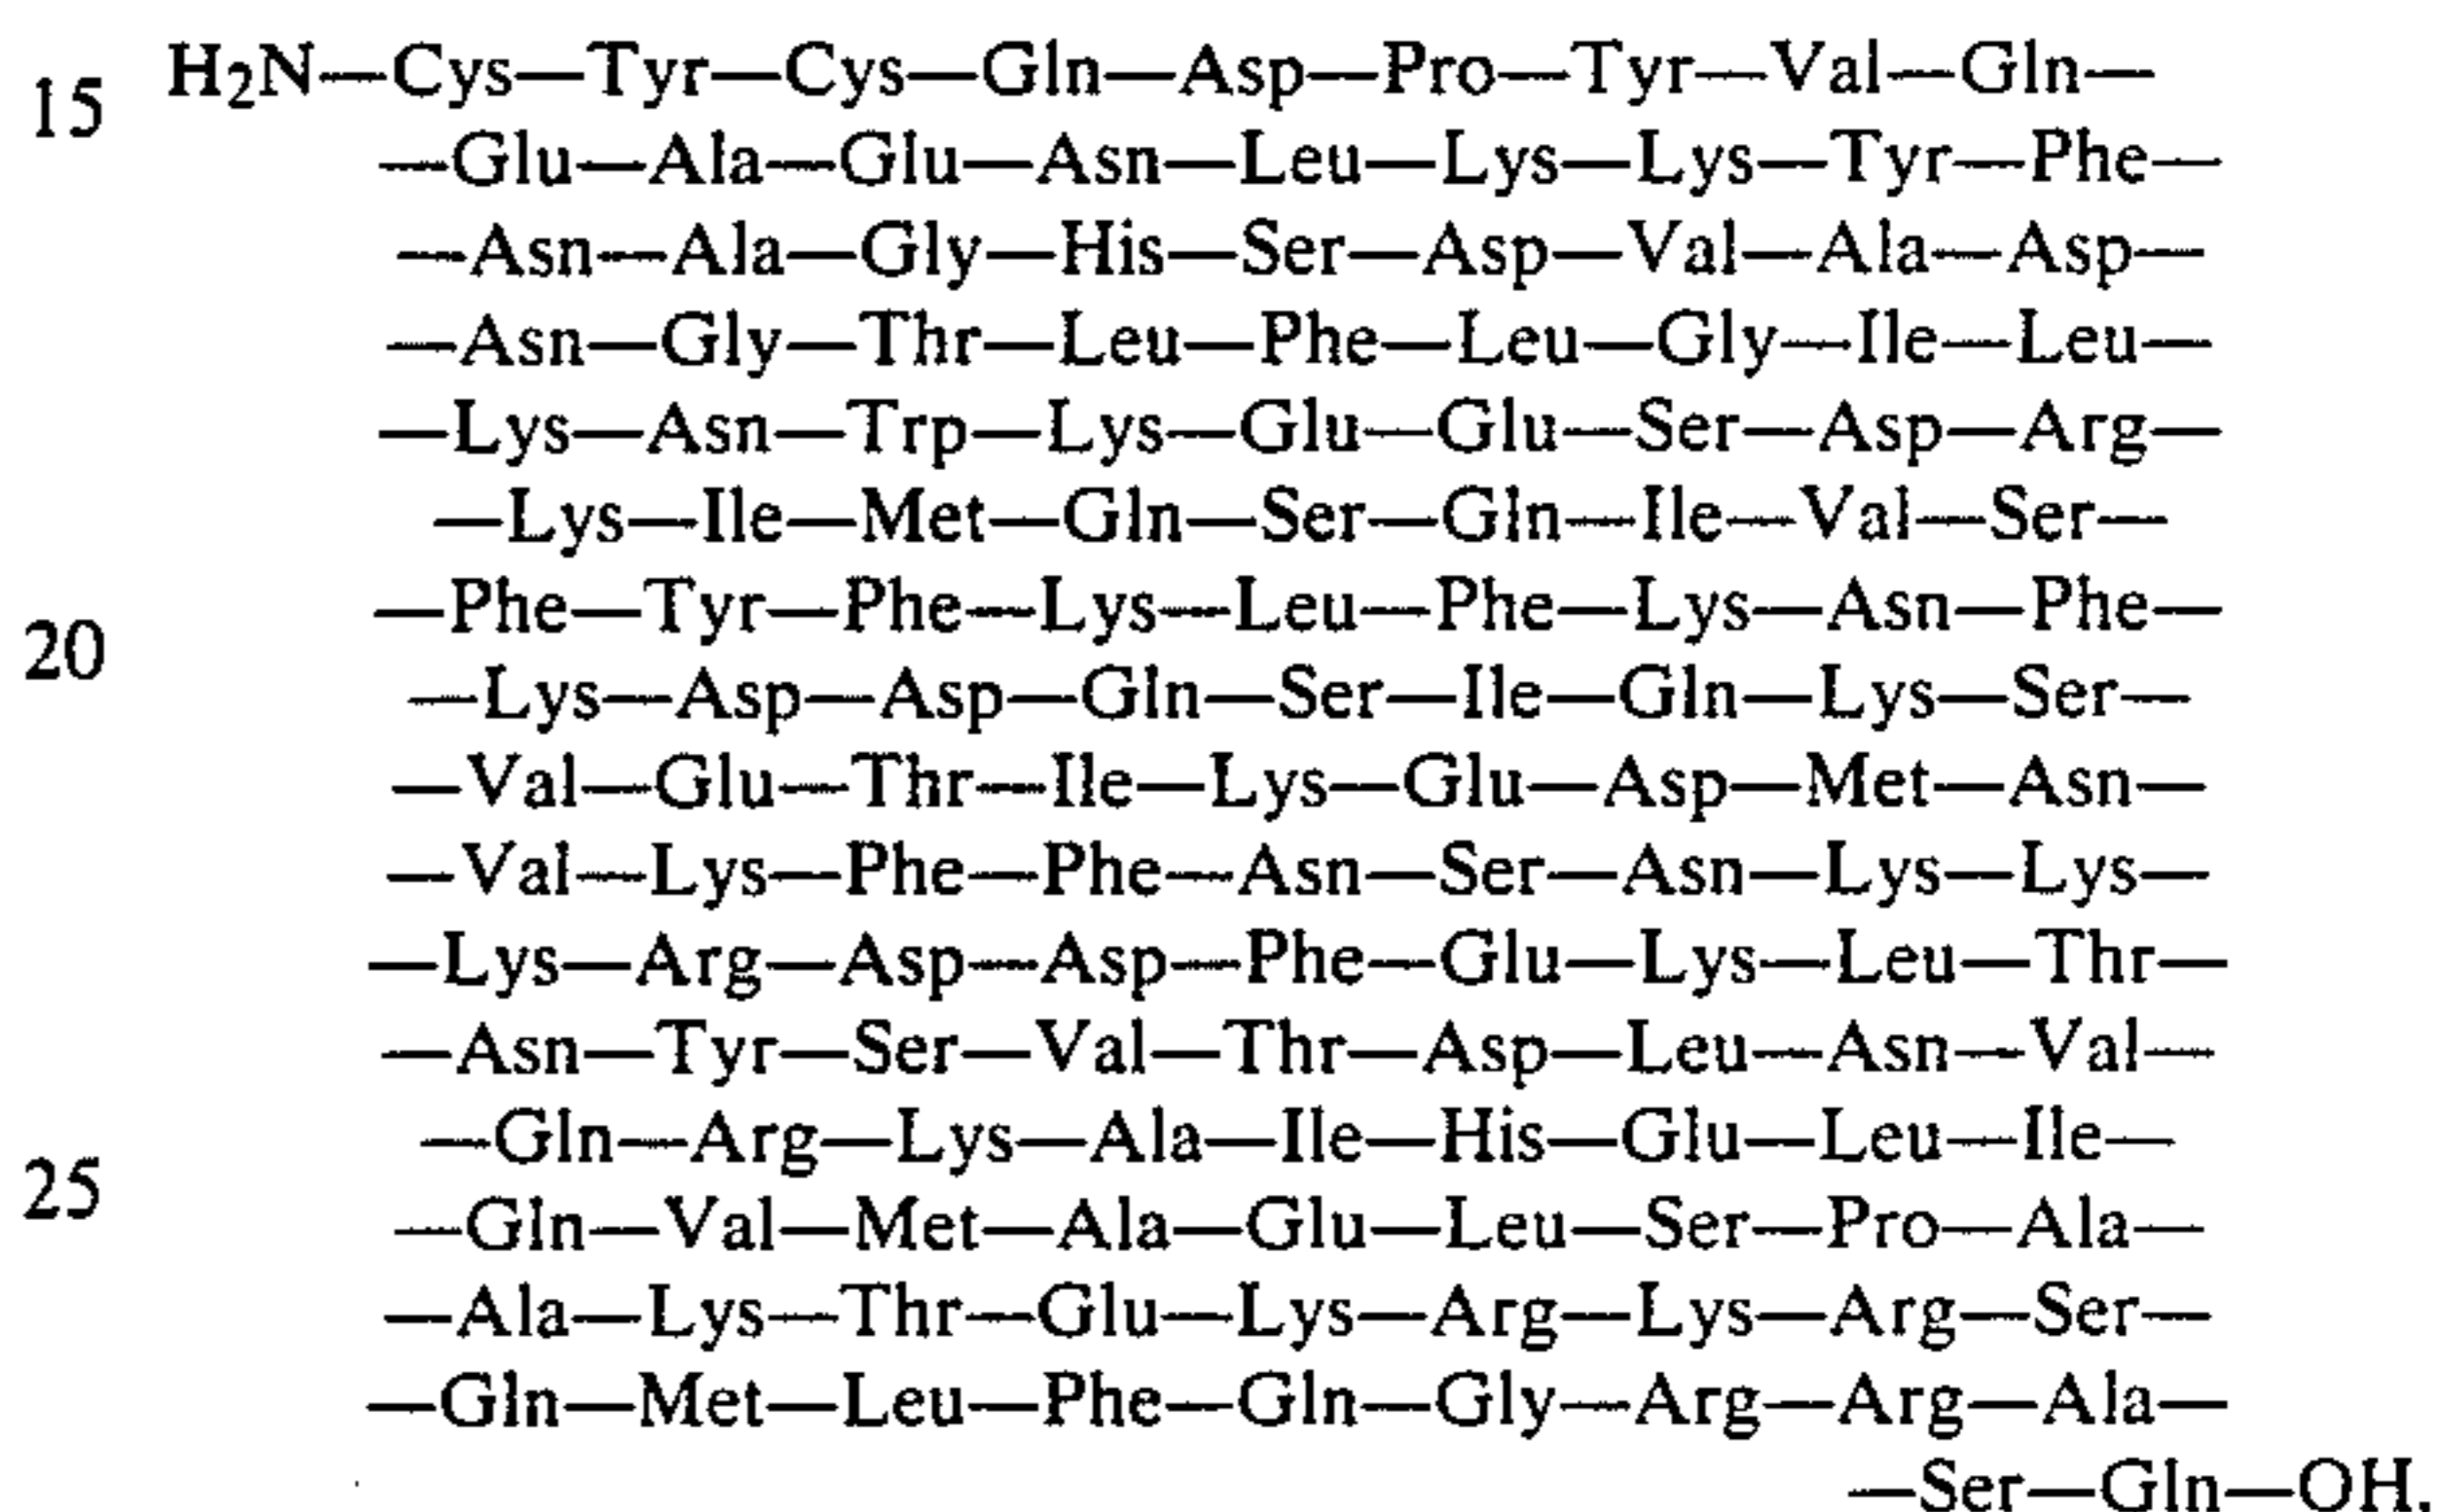 15 H₂N—Cys—Tyr—Cys—Gln—Asp—Pro—Tyr—Val—Gln—
—Glu—Ala—Glu—Asn—Leu—Lys—Lys—Tyr—Phe—
—Asn—Ala—Gly—His—Ser—Asp—Val—Ala—Asp—
—Asn—Gly—Thr—Leu—Phe—Leu—Gly—Ile—Leu—
—Lys—Asn—Trp—Lys—Glu—Glu—Ser—Asp—Arg—
—Lys—Ile—Met—Gln—Ser—Gln—Ile—Val—Ser—
20 —Phe—Tyr—Phe—Lys—Leu—Phe—Lys—Asn—Phe—
—Lys—Asp—Asp—Gln—Ser—Ile—Gln—Lys—Ser—
—Val—Glu—Thr—Ile—Lys—Glu—Asp—Met—Asn—
—Val—Lys—Phe—Phe—Asn—Ser—Asn—Lys—Lys—
—Lys—Arg—Asp—Asp—Phe—Glu—Lys—Leu—Thr—
—Asn—Tyr—Ser—Val—Thr—Asp—Leu—Asn—Val—
—Gln—Arg—Lys—Ala—Ile—His—Glu—Leu—Ile—
25 —Gln—Val—Met—Ala—Glu—Leu—Ser—Pro—Ala—
—Ala—Lys—Thr—Glu—Lys—Arg—Lys—Arg—Ser—
—Gln—Met—Leu—Phe—Gln—Gly—Arg—Arg—Ala—
—Ser—Gln—OH.